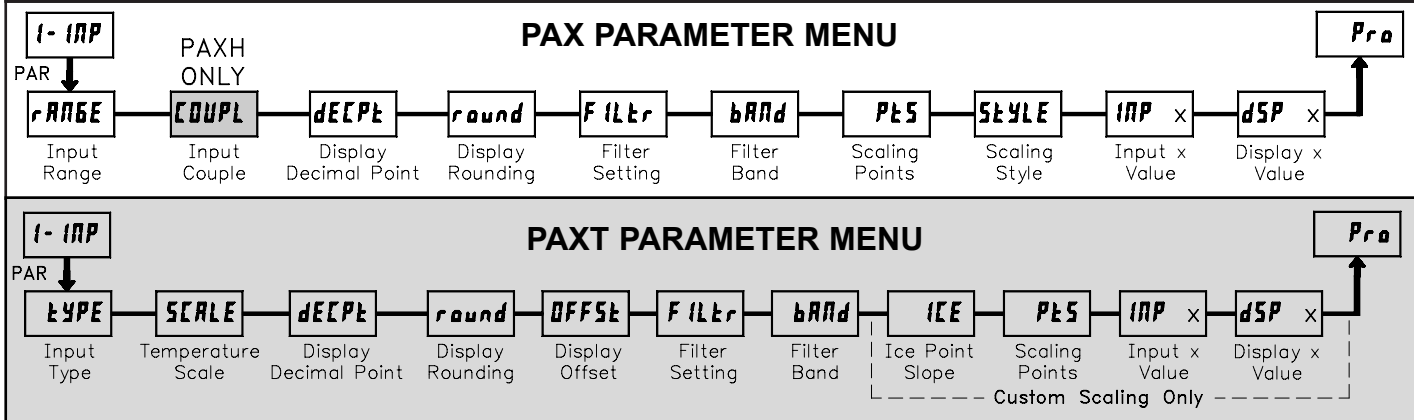 PAX PARAMETER MENU
1-INP
Pro
PAR
PAXH
ONLY
rANGE
COUPL
dECPt
round
FILtr
bANd
PtS
StYLE
INP x
dSP x
Input
Range
Input
Couple
Display
Decimal Point
Display
Rounding
Filter
Setting
Filter
Band
Scaling
Points
Scaling
Style
Input x
Value
Display x
Value
PAXT PARAMETER MENU
1-INP
Pro
PAR
tYPE
SCALE
dECPt
round
OFFSt
FILtr
bANd
ICE
PtS
INP x
dSP x
Input
Type
Temperature
Scale
Display
Decimal Point
Display
Rounding
Display
Offset
Filter
Setting
Filter
Band
Ice Point
Slope
Scaling
Points
Input x
Value
Display x
Value
Custom Scaling Only